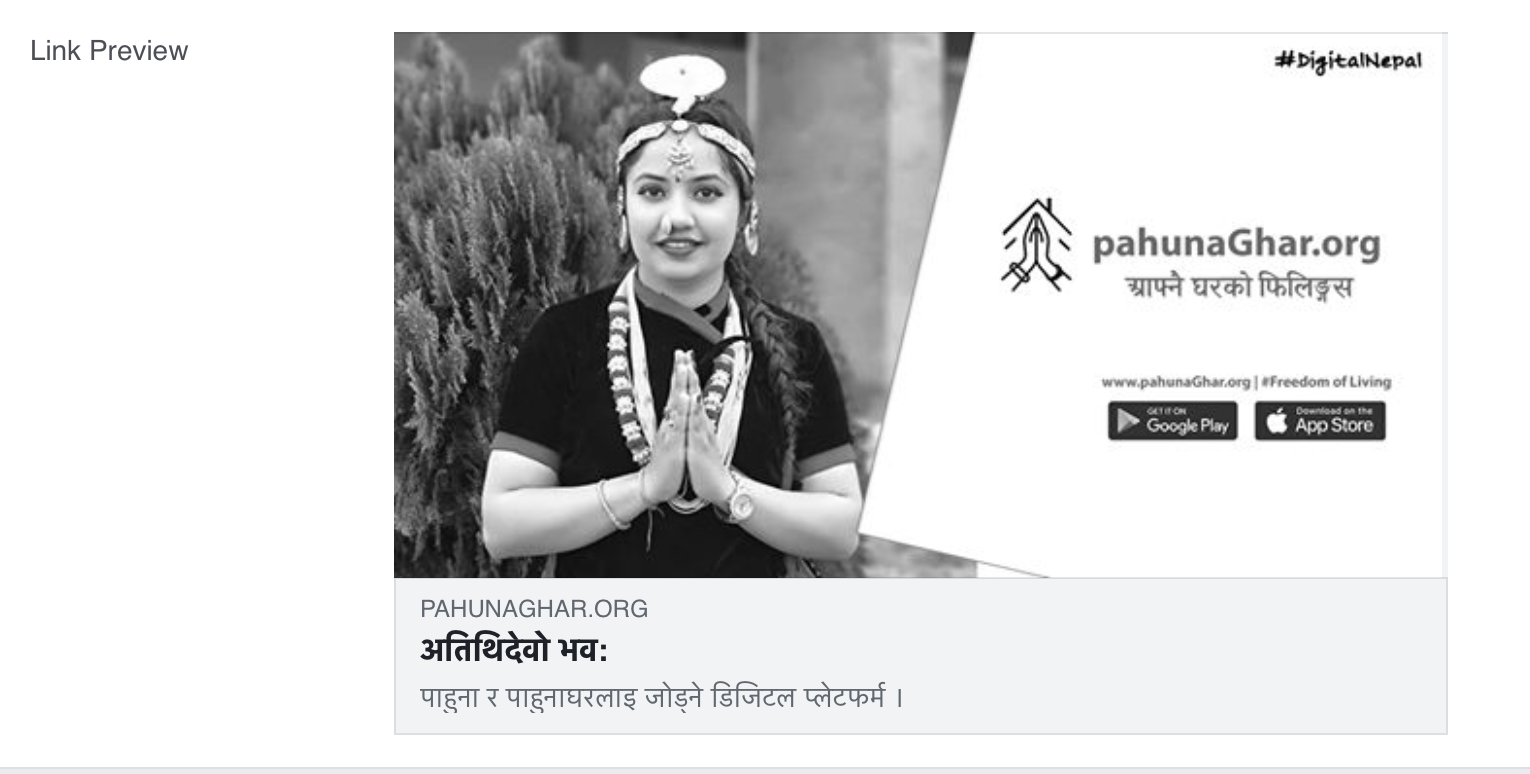 Link Preview
#DigitalNepal
pahunaGhar.org
आफ्नै घरको फिलिङ्गस
www.pahunaGhar.org | #Freedom of Living
GET IT ON
Google Play
Download on the
App Store
PAHUNAGHAR.ORG
अतिथिदेवो भव:
पाहुना र पाहुनाघरलाइ जोड्ने डिजिटल प्लेटफर्म ।